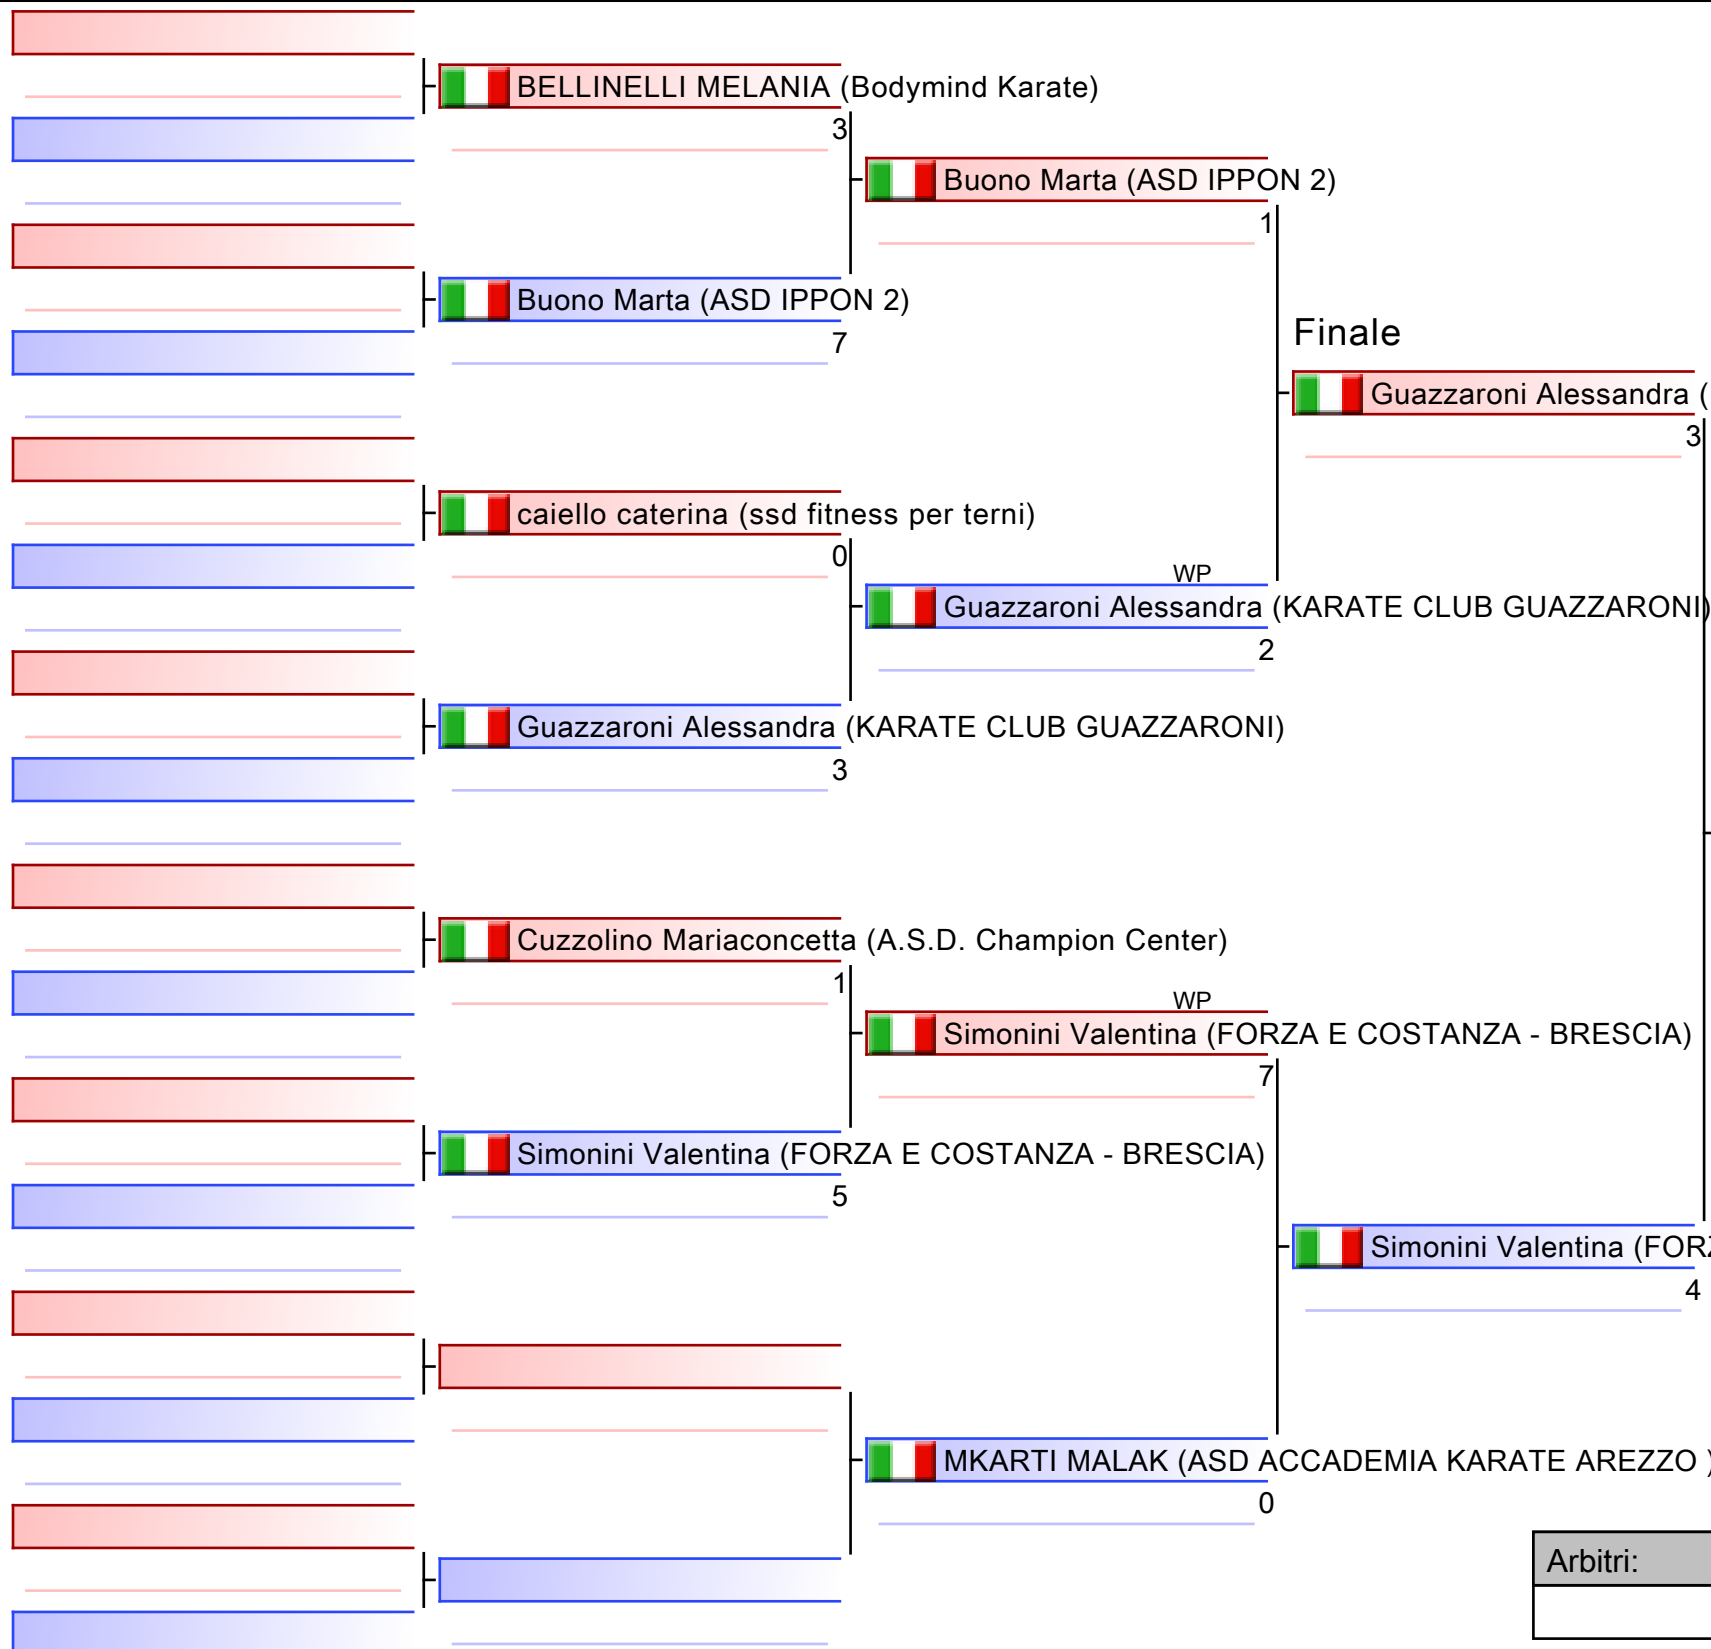 BELLINELLI MELANIA (Bodymind Karate)
3
Buono Marta (ASD IPPON 2)
1
Buono Marta (ASD IPPON 2)
7
Finale
Guazzaroni Alessandra (
3
caiello caterina (ssd fitness per terni)
0
WP
Guazzaroni Alessandra (KARATE CLUB GUAZZARONI)
2
Guazzaroni Alessandra (KARATE CLUB GUAZZARONI)
3
Cuzzolino Mariaconcetta (A.S.D. Champion Center)
1
WP
Simonini Valentina (FORZA E COSTANZA - BRESCIA)
7
Simonini Valentina (FORZA E COSTANZA - BRESCIA)
5
Simonini Valentina (FORZ
4
MKARTI MALAK (ASD ACCADEMIA KARATE AREZZO )
0
Arbitri: